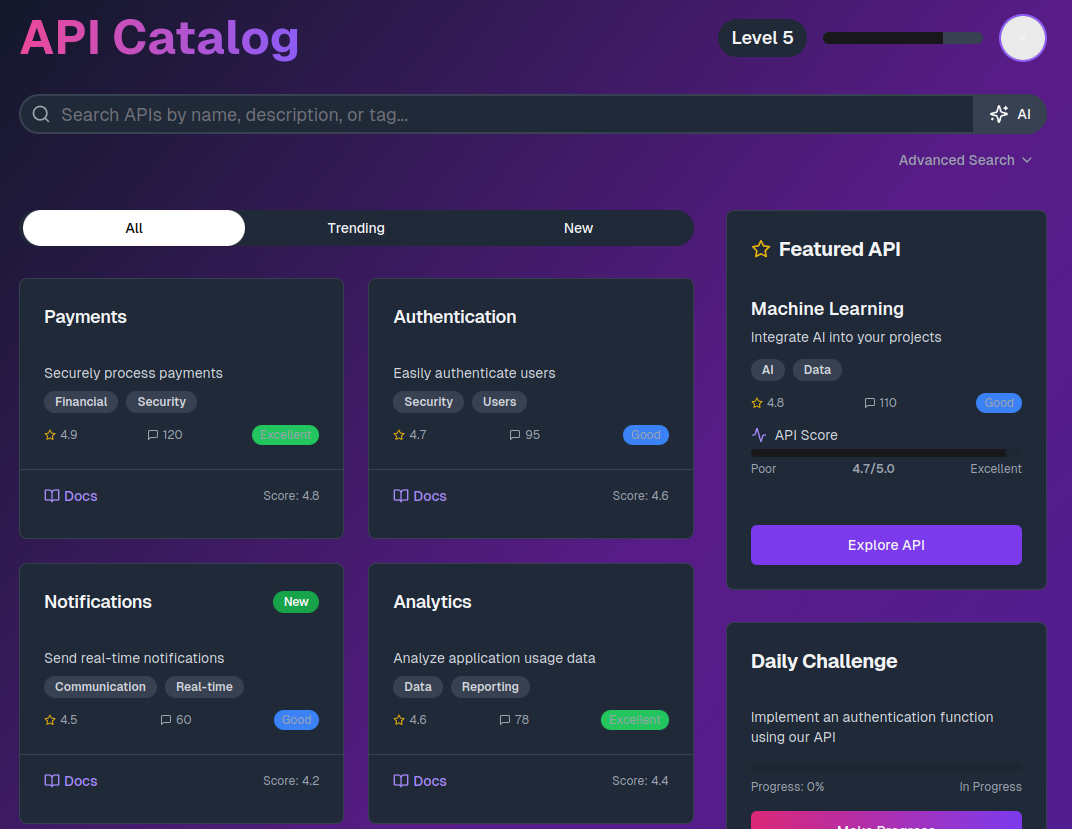 API Catalog
Level 5
Search APIs by name, description, or tag...
AI
Advanced Search
All
Trending
New
Payments
Securely process payments
Financial
Security
4.9
120
Excellent
Docs
Score: 4.8
Authentication
Easily authenticate users
Security
Users
4.7
95
Good
Docs
Score: 4.6
Notifications
New
Send real-time notifications
Communication
Real-time
4.5
60
Good
Docs
Score: 4.2
Analytics
Analyze application usage data
Data
Reporting
4.6
78
Excellent
Docs
Score: 4.4
Featured API
Machine Learning
Integrate AI into your projects
AI
Data
4.8
110
Good
API Score
Poor
4.7/5.0
Excellent
Explore API
Daily Challenge
Implement an authentication function
using our API
Progress: 0%
In Progress
Make Progress